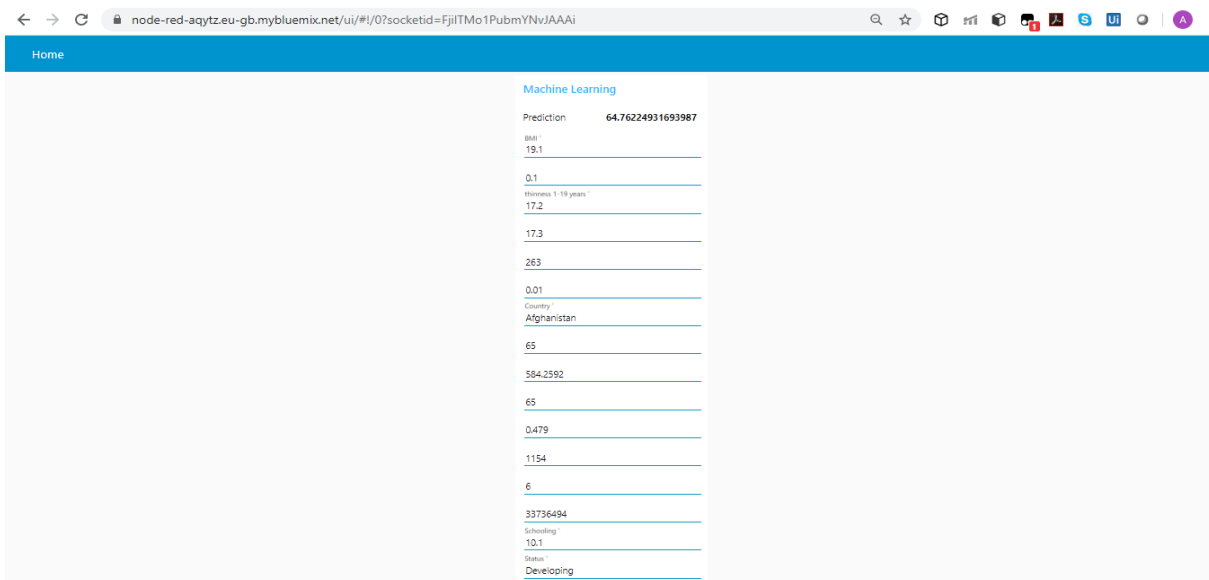 node-red-aqytz.eu-gb.mybluemix.net/ui/#!/0?socketid=FjiITMo1PubmYNvJAAAi
1
S
Ui
A
Home
Machine Learning
Prediction 64.76224931693987
BMI *
19.1
0.1
thinness 1-19 years *
17.2
17.3
263
0.01
Country *
Afghanistan
65
584.2592
65
0.479
1154
6
33736494
Schooling *
10.1
Status *
Developing